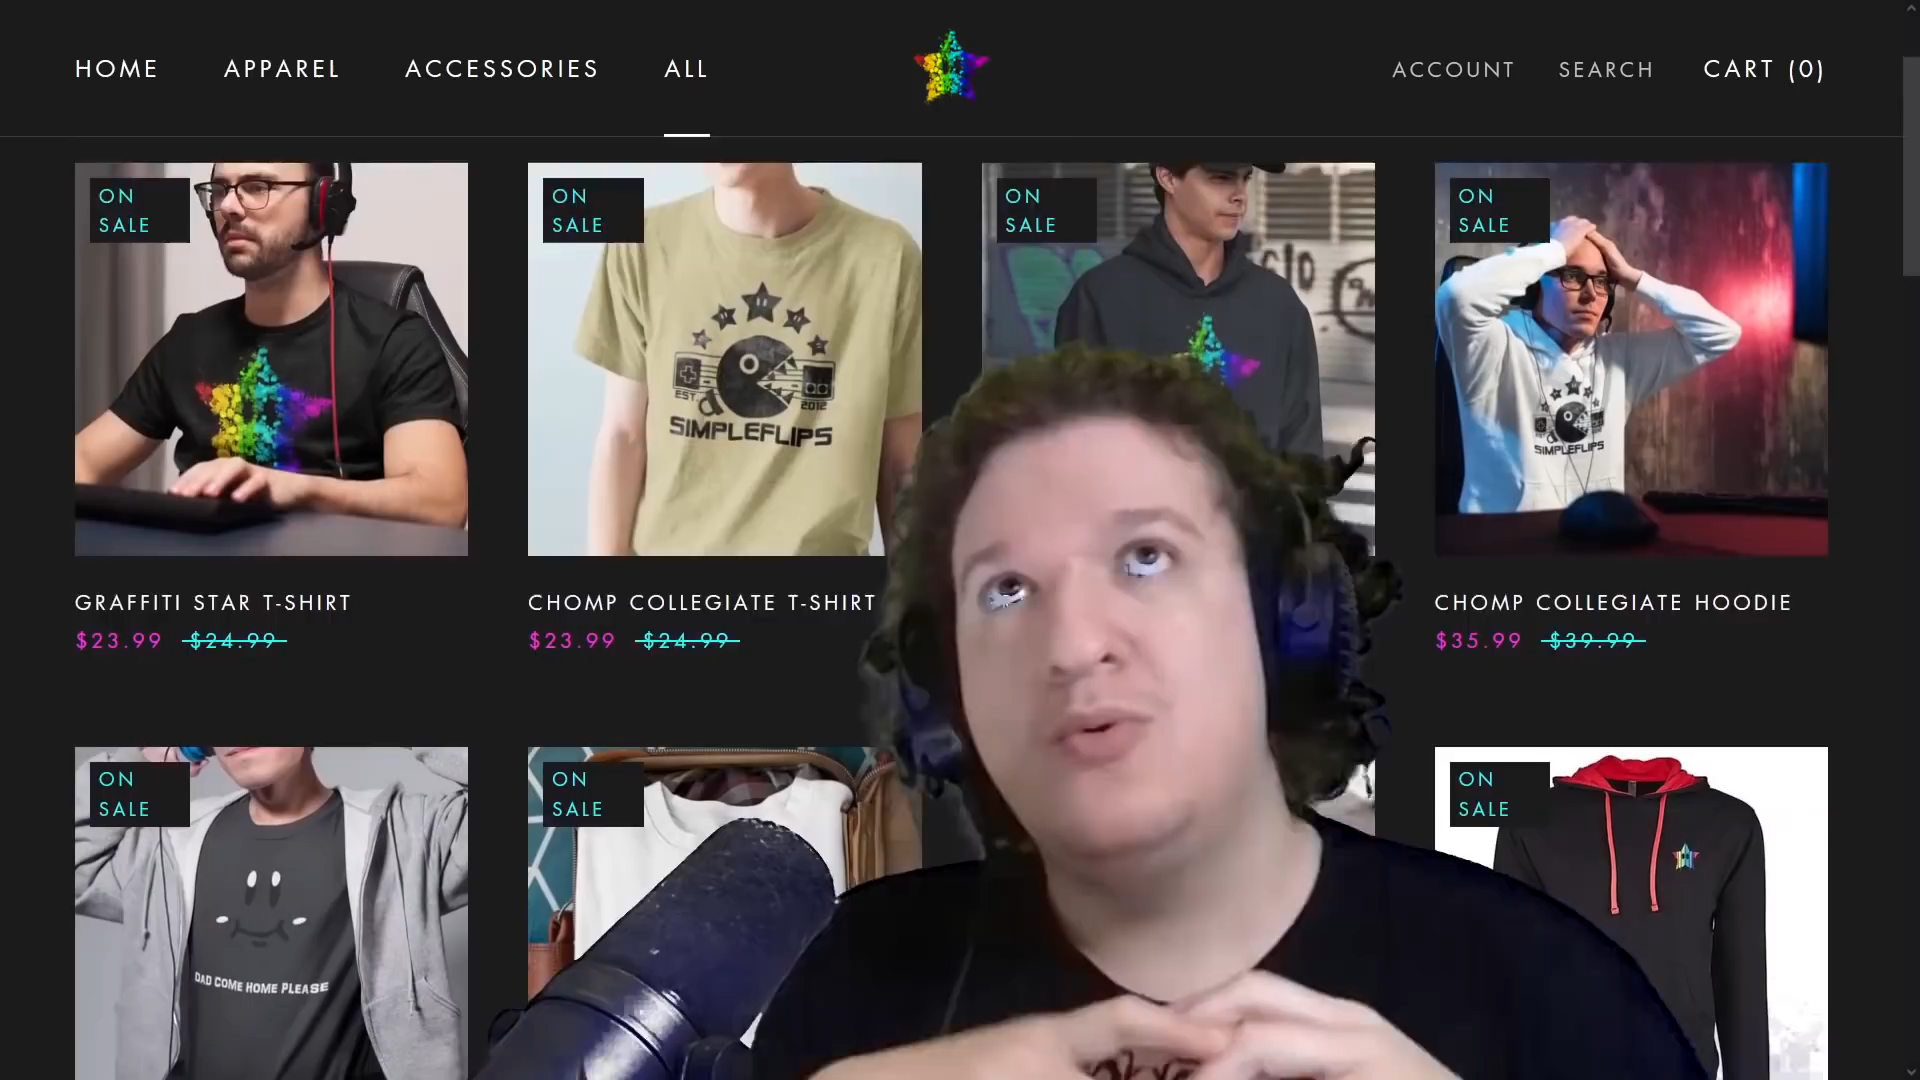 HOME APPAREL ACCESSORIES ALL ACCOUNT SEARCH CART (0)
ON
SALE
ON
SALE
ON
SALE
ON
SALE
EST. 2012
SIMPLEFLIPS
SIMPLEFLIPS
GRAFFITI STAR T-SHIRT
$23.99 $24.99
CHOMP COLLEGIATE T-SHIRT
$23.99 $24.99
CHOMP COLLEGIATE HOODIE
$35.99 $39.99
ON
SALE
ON
SALE
ON
SALE
DAD COME HOME PLEASE